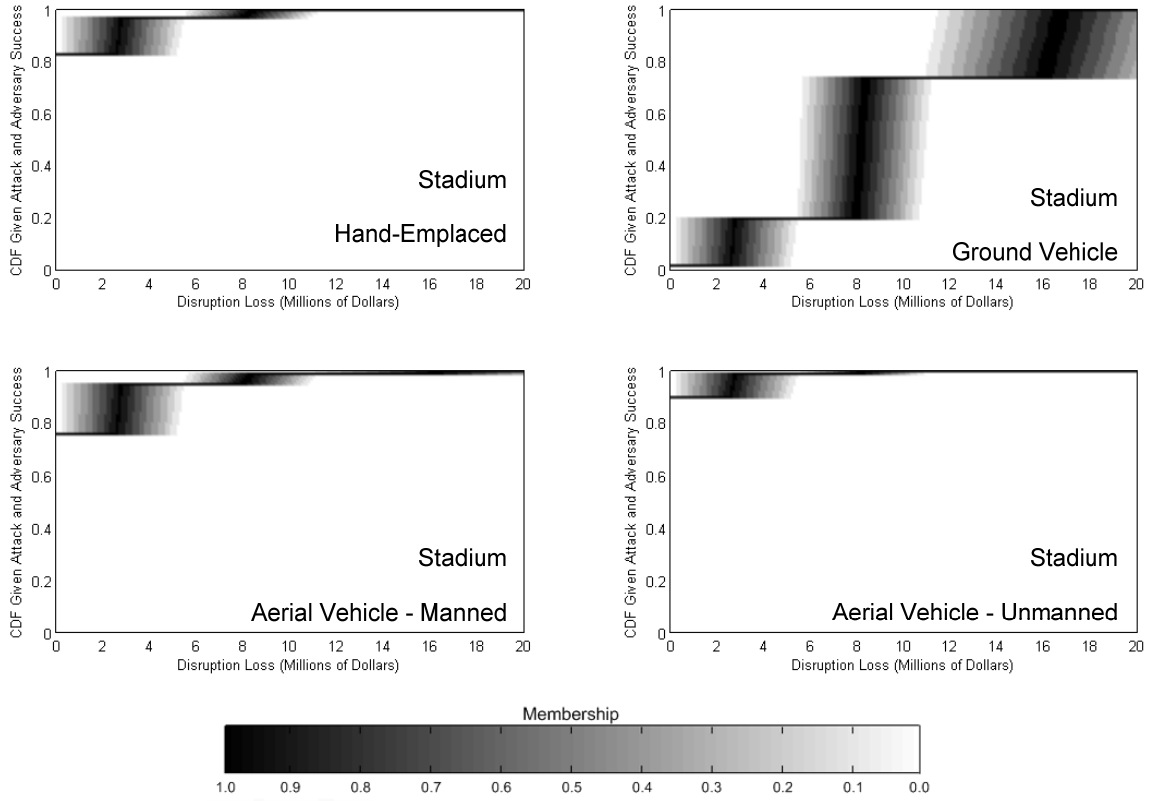 CDF Given Attack and Adversary Success
1
0.8
0.6
0.4
0.2
0
Stadium
Hand-Emplaced
0 2 4 6 8 10 12 14 16 18 20
Disruption Loss (Millions of Dollars)
CDF Given Attack and Adversary Success
1
0.8
0.6
0.4
0.2
0
Stadium
Ground Vehicle
0 2 4 6 8 10 12 14 16 18 20
Disruption Loss (Millions of Dollars)
CDF Given Attack and Adversary Success
1
0.8
0.6
0.4
0.2
0
Stadium
Aerial Vehicle - Manned
0 2 4 6 8 10 12 14 16 18 20
Disruption Loss (Millions of Dollars)
CDF Given Attack and Adversary Success
1
0.8
0.6
0.4
0.2
0
Stadium
Aerial Vehicle - Unmanned
0 2 4 6 8 10 12 14 16 18 20
Disruption Loss (Millions of Dollars)
Membership
1.0 0.9 0.8 0.7 0.6 0.5 0.4 0.3 0.2 0.1 0.0